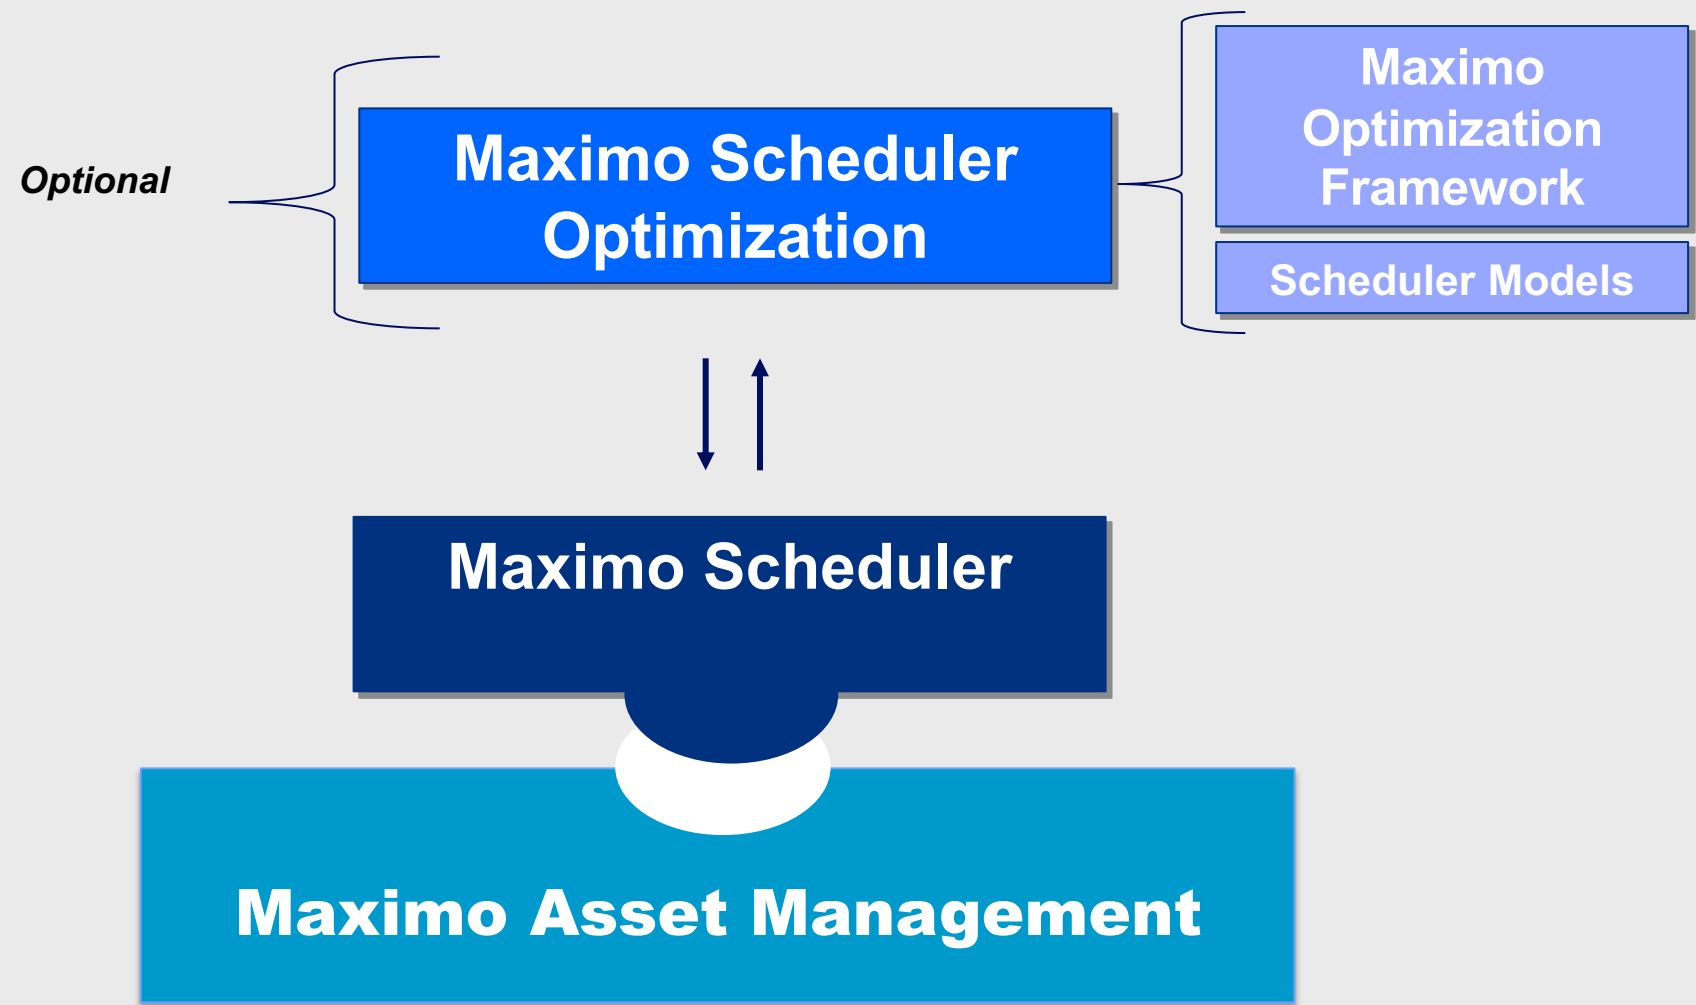 Optional
Maximo Scheduler
Optimization
Maximo
Optimization
Framework
Scheduler Models
Maximo Scheduler
Maximo Asset Management